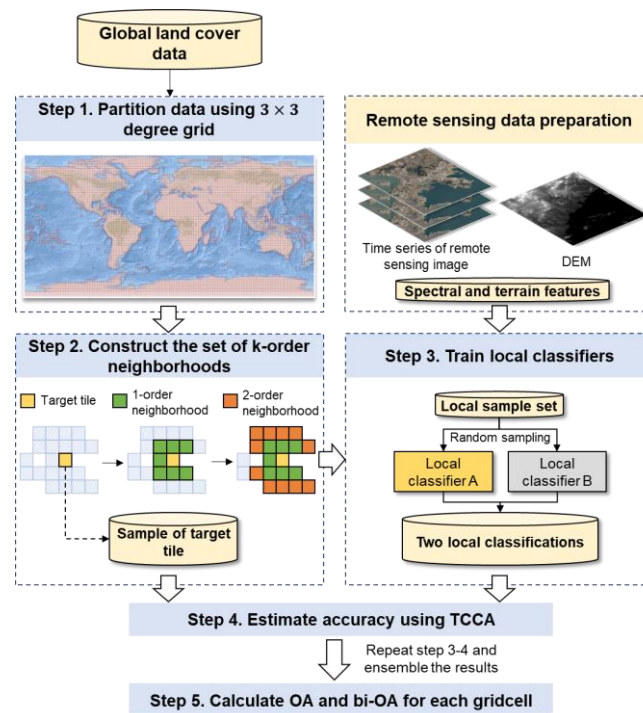 Global land cover
data
Step 1. Partition data using 3 × 3
degree grid
Remote sensing data preparation
Time series of remote
sensing image
DEM
Spectral and terrain features
Step 2. Construct the set of k-order
neighborhoods
Target tile
1-order
neighborhood
2-order
neighborhood
Sample of target
tile
Step 3. Train local classifiers
Local sample set
Random sampling
Local
classifier A
Local
classifier B
Two local classifications
Step 4. Estimate accuracy using TCCA
Repeat step 3-4 and
ensemble the results
Step 5. Calculate OA and bi-OA for each gridcell